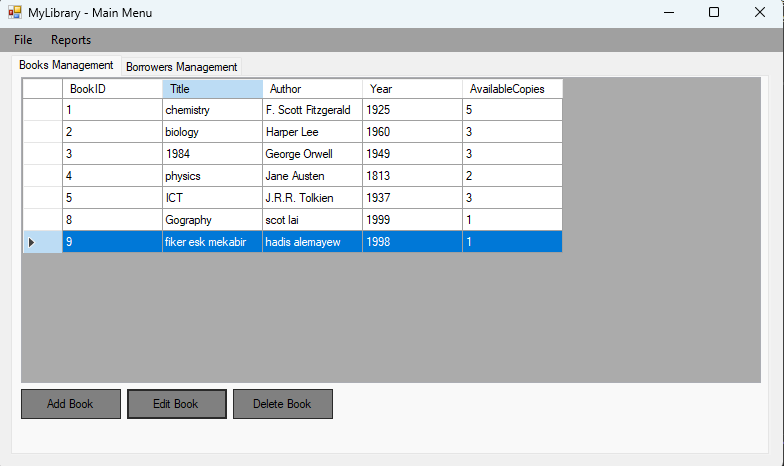 MyLibrary - Main Menu
File Reports
Books Management Borrowers Management
BookID Title Author Year AvailableCopies
1 chemistry F. Scott Fitzgerald 1925 5
2 biology Harper Lee 1960 3
3 1984 George Orwell 1949 3
4 physics Jane Austen 1813 2
5 ICT J.R.R. Tolkien 1937 3
8 Gography scot lai 1999 1
9 fiker esk mekabir hadis alemayew 1998 1
Add Book Edit Book Delete Book